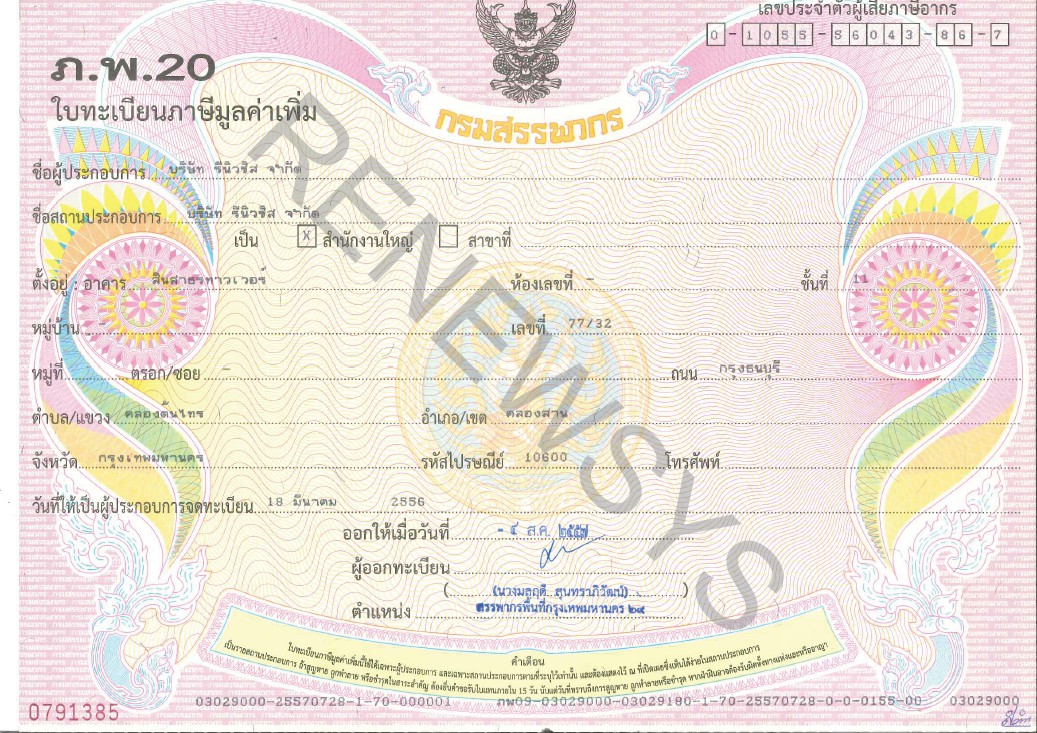 เลขประจำตัวผู้เสียภาษีอากร
0-1055-56043-86-7
ภ.พ.20
ใบทะเบียนภาษีมูลค่าเพิ่ม
กรมสรรพากร
ชื่อผู้ประกอบการ บริษัท รีนิวซิส จำกัด
ชื่อสถานประกอบการ บริษัท รีนิวซิส จำกัด
เป็น X สำนักงานใหญ่ สาขาที่
ตั้งอยู่ : อาคาร สินสาธรทาวเวอร์ ห้องเลขที่ - ชั้นที่ 11
หมู่บ้าน - เลขที่ 77/32
หมู่ที่ ตรอก/ซอย - ถนน กรุงธนบุรี
ตำบล/แขวง คลองต้นไทร อำเภอ/เขต คลองสาน
จังหวัด กรุงเทพมหานคร รหัสไปรษณีย์ 10600 โทรศัพท์
วันที่ให้เป็นผู้ประกอบการจดทะเบียน 18 มีนาคม 2556
ออกให้เมื่อวันที่ - ๔ ส.ค. ๒๕๕๗
ผู้ออกทะเบียน
(นางมลฤดี สุนทราภิวัฒน์)
ตำแหน่ง สรรพากรพื้นที่กรุงเทพมหานคร ๒๙
RENEWSYS
คำเตือน
ใบทะเบียนภาษีมูลค่าเพิ่มนี้ใช้ได้เฉพาะผู้ประกอบการ และเฉพาะสถานประกอบการตามที่ระบุไว้เท่านั้น และต้องแสดงไว้ ณ ที่เปิดเผยซึ่งเห็นได้ง่ายในสถานประกอบการ
เป็นรายสถานประกอบการ ถ้าสูญหาย ถูกทำลาย หรือชำรุดในสาระสำคัญ ต้องยื่นคำขอรับใบแทนภายใน 15 วัน นับแต่วันที่ทราบถึงการสูญหาย ถูกทำลายหรือชำรุด หากฝ่าฝืนอาจต้องรับผิดทั้งทางแพ่งและหรืออาญา
03029000-25570728-1-70-000001 ภพ09-03029000-03029180-1-70-25570728-0-0-0155-00 03029000
0791385